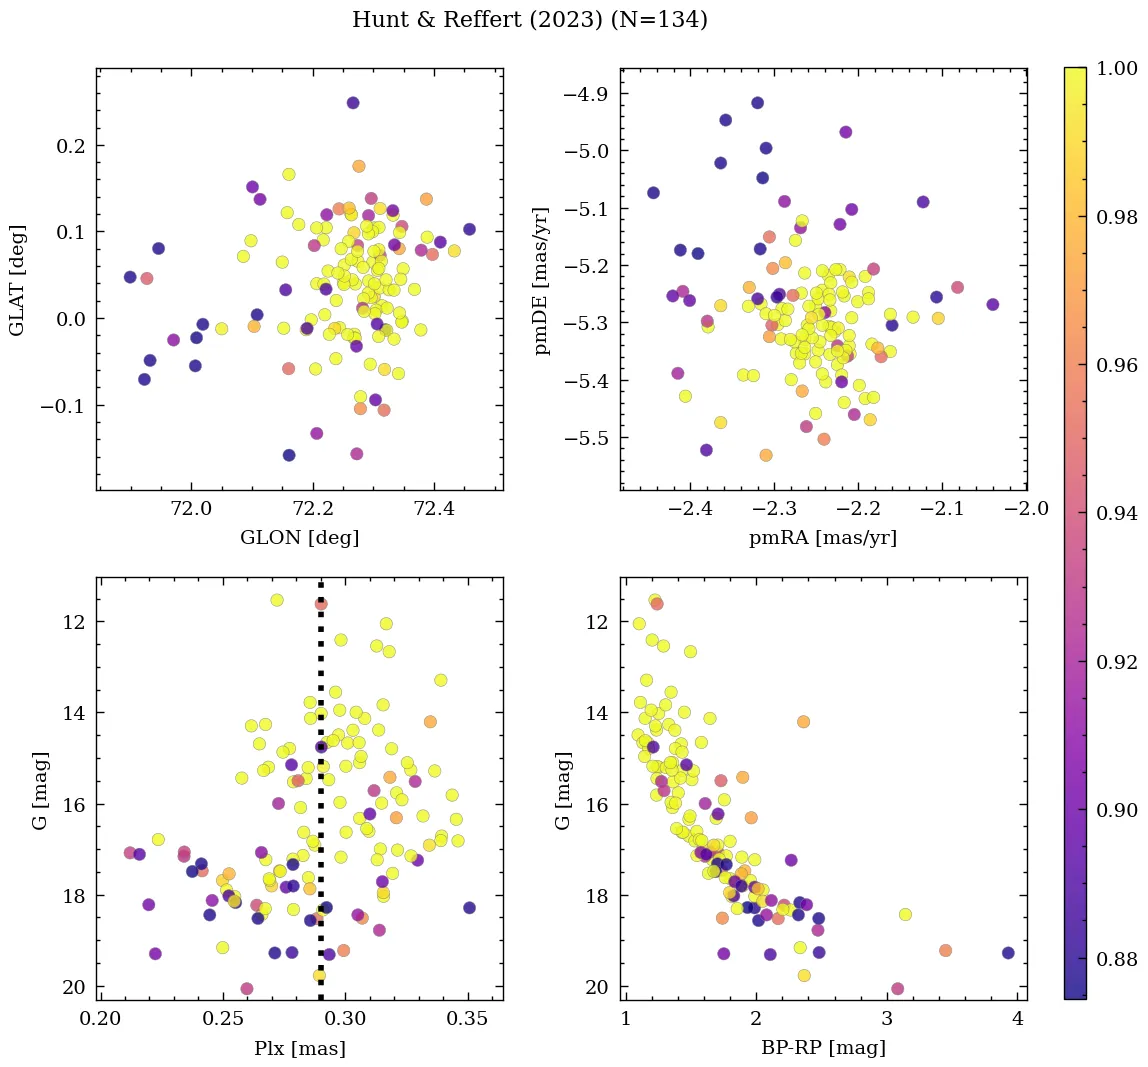 Hunt & Reffert (2023) (N=134)
0.2
0.1
0.0
−0.1
GLAT [deg]
72.0 72.2 72.4
GLON [deg]
−4.9
−5.0
−5.1
−5.2
−5.3
−5.4
−5.5
pmDE [mas/yr]
−2.4 −2.3 −2.2 −2.1 −2.0
pmRA [mas/yr]
12
14
16
18
20
G [mag]
0.20 0.25 0.30 0.35
Plx [mas]
12
14
16
18
20
G [mag]
1 2 3 4
BP-RP [mag]
1.00
0.98
0.96
0.94
0.92
0.90
0.88